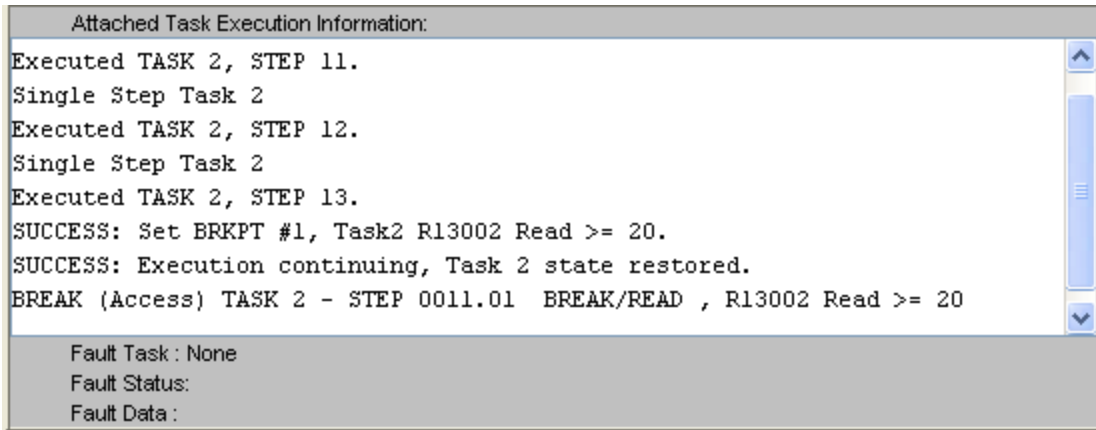 Attached Task Execution Information:
Executed TASK 2, STEP 11.
Single Step Task 2
Executed TASK 2, STEP 12.
Single Step Task 2
Executed TASK 2, STEP 13.
SUCCESS: Set BRKPT #1, Task2 R13002 Read >= 20.
SUCCESS: Execution continuing, Task 2 state restored.
BREAK (Access) TASK 2 - STEP 0011.01  BREAK/READ , R13002 Read >= 20
Fault Task : None
Fault Status:
Fault Data :